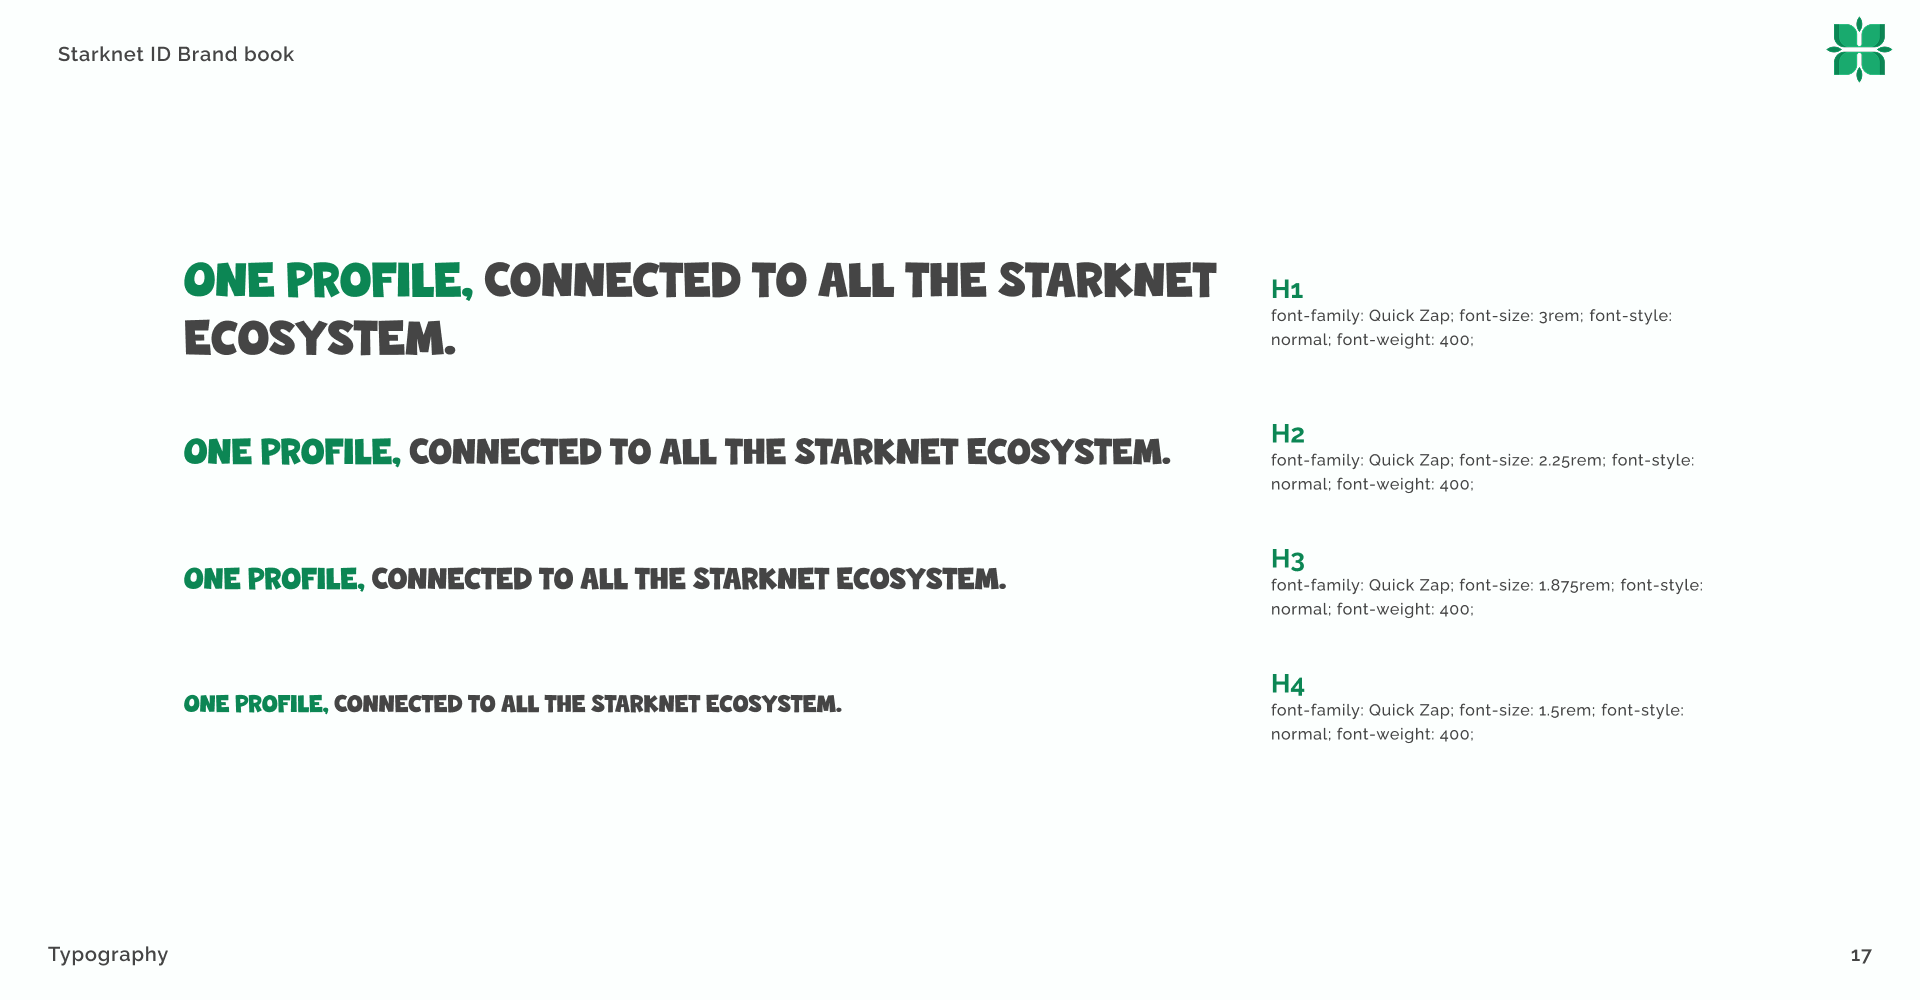 Starknet ID Brand book
ONE PROFILE, CONNECTED TO ALL THE STARKNET
ECOSYSTEM.
H1
font-family: Quick Zap; font-size: 3rem; font-style:
normal; font-weight: 400;
ONE PROFILE, CONNECTED TO ALL THE STARKNET ECOSYSTEM.
H2
font-family: Quick Zap; font-size: 2.25rem; font-style:
normal; font-weight: 400;
ONE PROFILE, CONNECTED TO ALL THE STARKNET ECOSYSTEM.
H3
font-family: Quick Zap; font-size: 1.875rem; font-style:
normal; font-weight: 400;
ONE PROFILE, CONNECTED TO ALL THE STARKNET ECOSYSTEM.
H4
font-family: Quick Zap; font-size: 1.5rem; font-style:
normal; font-weight: 400;
Typography
17